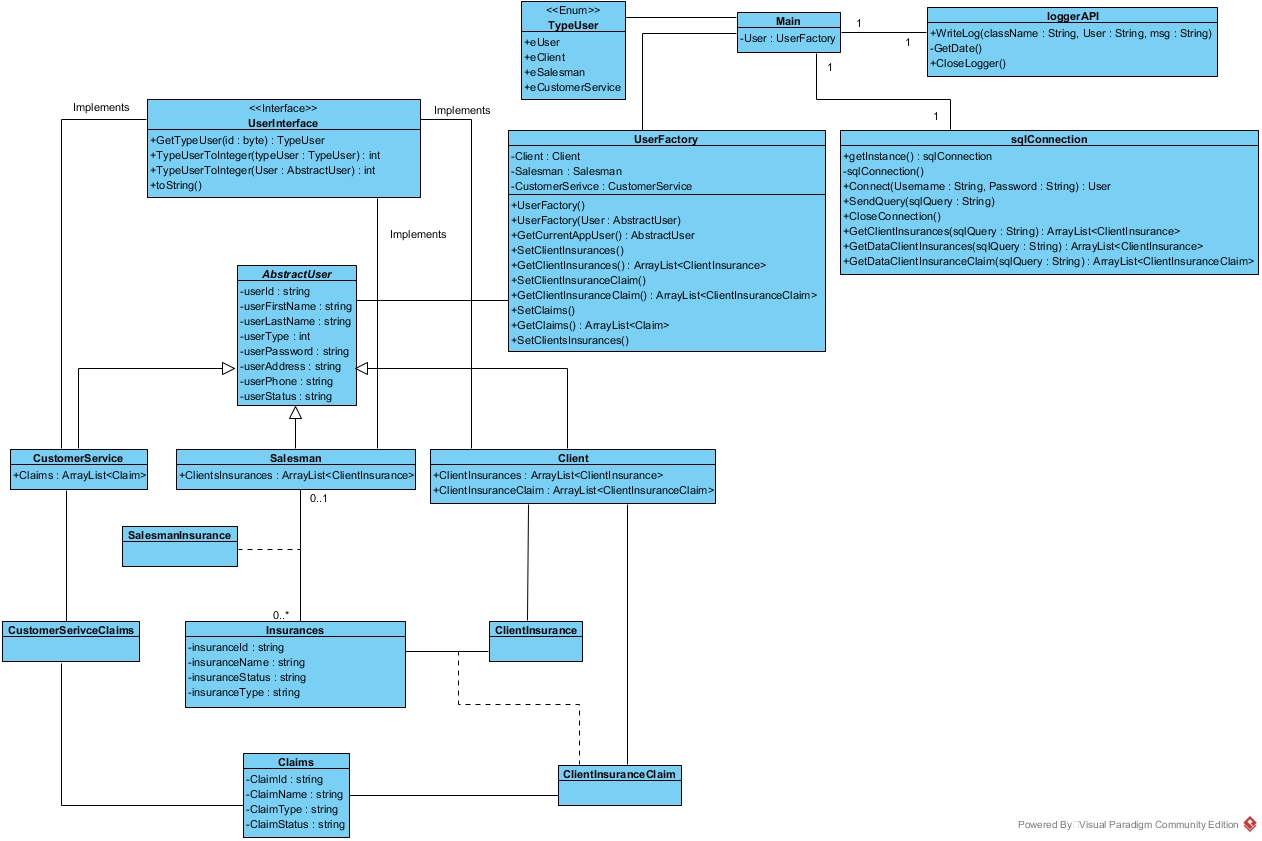 <<Enum>>
TypeUser
+eUser
+eClient
+eSalesman
+eCustomerService
Main
-User : UserFactory
1
1
1
1
loggerAPI
+WriteLog(className : String, User : String, msg : String)
-GetDate()
+CloseLogger()
Implements
<<Interface>>
UserInterface
+GetTypeUser(id : byte) : TypeUser
+TypeUserToInteger(typeUser : TypeUser) : int
+TypeUserToInteger(User : AbstractUser) : int
+toString()
Implements
Implements
UserFactory
-Client : Client
-Salesman : Salesman
-CustomerSerivce : CustomerService
+UserFactory()
+UserFactory(User : AbstractUser)
+GetCurrentAppUser() : AbstractUser
+SetClientInsurances()
+GetClientInsurances() : ArrayList<ClientInsurance>
+SetClientInsuranceClaim()
+GetClientInsuranceClaim() : ArrayList<ClientInsuranceClaim>
+SetClaims()
+GetClaims() : ArrayList<Claim>
+SetClientsInsurances()
sqlConnection
+getInstance() : sqlConnection
-sqlConnection()
+Connect(Username : String, Password : String) : User
+SendQuery(sqlQuery : String)
+CloseConnection()
+GetClientInsurances(sqlQuery : String) : ArrayList<ClientInsurance>
+GetDataClientInsurances(sqlQuery : String) : ArrayList<ClientInsurance>
+GetDataClientInsuranceClaim(sqlQuery : String) : ArrayList<ClientInsuranceClaim>
AbstractUser
-userId : string
-userFirstName : string
-userLastName : string
-userType : int
-userPassword : string
-userAddress : string
-userPhone : string
-userStatus : string
CustomerService
+Claims : ArrayList<Claim>
Salesman
+ClientsInsurances : ArrayList<ClientInsurance>
Client
+ClientInsurances : ArrayList<ClientInsurance>
+ClientInsuranceClaim : ArrayList<ClientInsuranceClaim>
0..1
SalesmanInsurance
0..*
CustomerSerivceClaims
Insurances
-insuranceId : string
-insuranceName : string
-insuranceStatus : string
-insuranceType : string
ClientInsurance
Claims
-ClaimId : string
-ClaimName : string
-ClaimType : string
-ClaimStatus : string
ClientInsuranceClaim
Powered By Visual Paradigm Community Edition